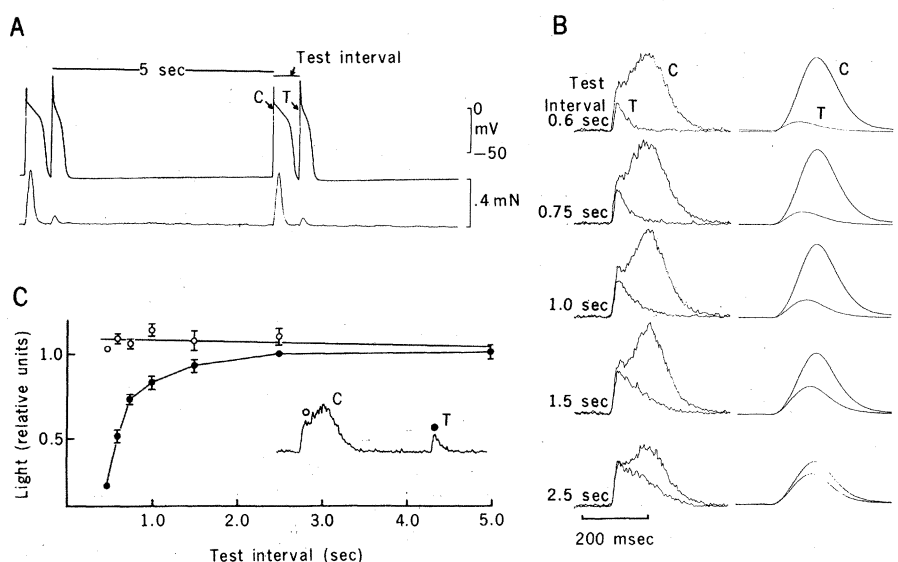 A
5 sec
Test interval
C
T
0
mV
−50
.4 mN
B
Test
Interval
0.6 sec
C
T
C
T
0.75 sec
1.0 sec
1.5 sec
2.5 sec
200 msec
C
Light (relative units)
1.0
0.5
C
T
1.0
2.0
3.0
4.0
5.0
Test interval (sec)